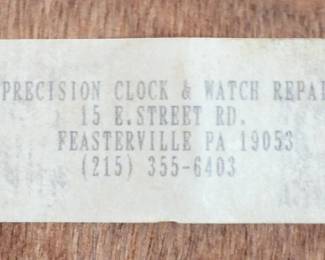 PRECISION CLOCK & WATCH REPAI
15 E.STREET RD.
FEASTERVILLE PA 19053
(215) 355-6403